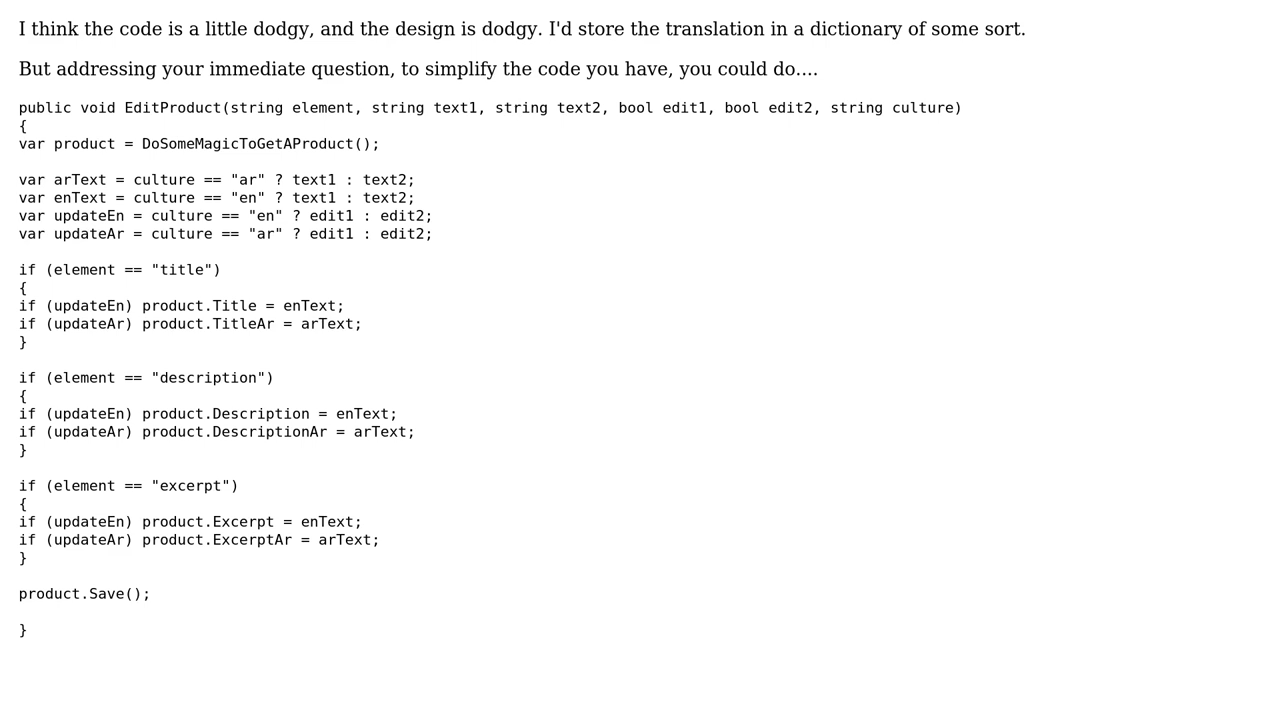 I think the code is a little dodgy, and the design is dodgy. I'd store the translation in a dictionary of some sort.
But addressing your immediate question, to simplify the code you have, you could do....
public void EditProduct(string element, string text1, string text2, bool edit1, bool edit2, string culture)
{
var product = DoSomeMagicToGetAProduct();
var arText = culture == "ar" ? text1 : text2;
var enText = culture == "en" ? text1 : text2;
var updateEn = culture == "en" ? edit1 : edit2;
var updateAr = culture == "ar" ? edit1 : edit2;
if (element == "title")
{
if (updateEn) product.Title = enText;
if (updateAr) product.TitleAr = arText;
}
if (element == "description")
{
if (updateEn) product.Description = enText;
if (updateAr) product.DescriptionAr = arText;
}
if (element == "excerpt")
{
if (updateEn) product.Excerpt = enText;
if (updateAr) product.ExcerptAr = arText;
}
product.Save();
}